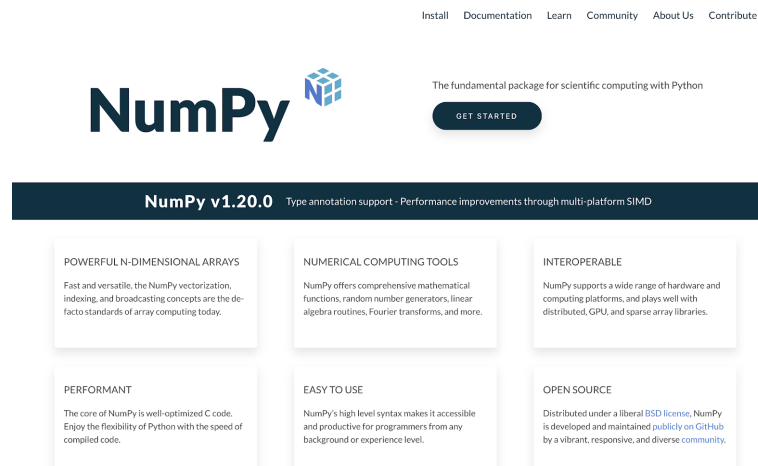 Install Documentation Learn Community About Us Contribute
NumPy
The fundamental package for scientific computing with Python
GET STARTED
NumPy v1.20.0 Type annotation support - Performance improvements through multi-platform SIMD
POWERFUL N-DIMENSIONAL ARRAYS
Fast and versatile, the NumPy vectorization,
indexing, and broadcasting concepts are the de-
facto standards of array computing today.
NUMERICAL COMPUTING TOOLS
NumPy offers comprehensive mathematical
functions, random number generators, linear
algebra routines, Fourier transforms, and more.
INTEROPERABLE
NumPy supports a wide range of hardware and
computing platforms, and plays well with
distributed, GPU, and sparse array libraries.
PERFORMANT
The core of NumPy is well-optimized C code.
Enjoy the flexibility of Python with the speed of
compiled code.
EASY TO USE
NumPy's high level syntax makes it accessible
and productive for programmers from any
background or experience level.
OPEN SOURCE
Distributed under a liberal BSD license, NumPy
is developed and maintained publicly on GitHub
by a vibrant, responsive, and diverse community.